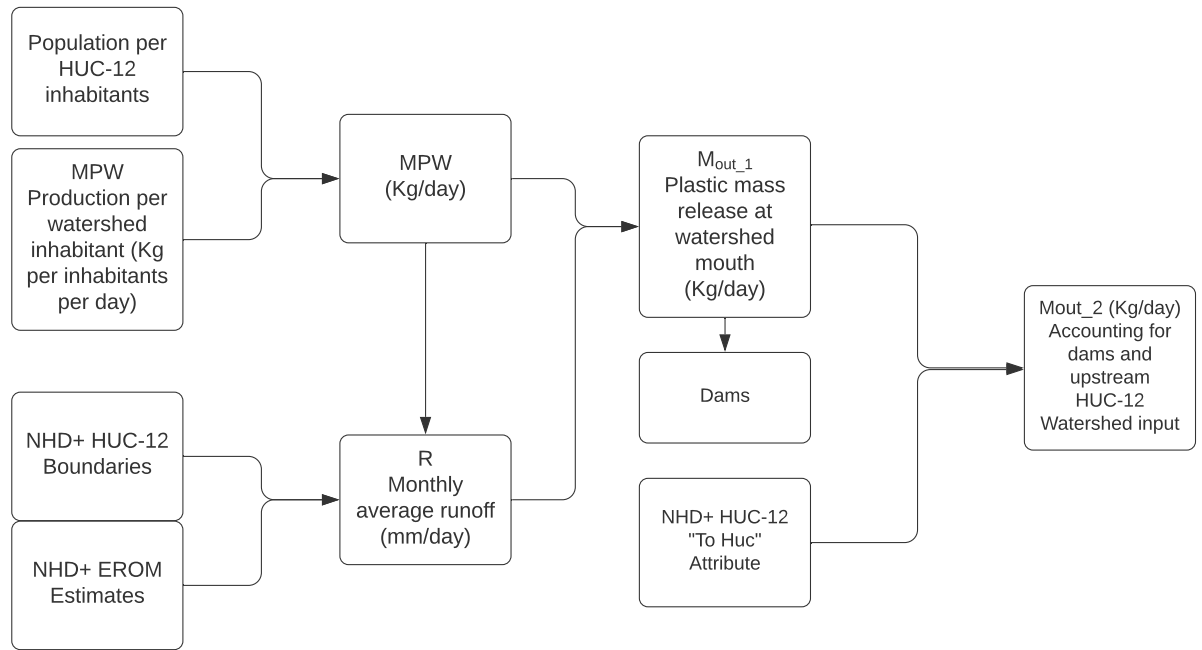 Population per
HUC-12
inhabitants
MPW
Production per
watershed
inhabitant (Kg
per inhabitants
per day)
NHD+ HUC-12
Boundaries
NHD+ EROM
Estimates
MPW
(Kg/day)
R
Monthly
average runoff
(mm/day)
Mout_1
Plastic mass
release at
watershed
mouth
(Kg/day)
Dams
NHD+ HUC-12
"To Huc"
Attribute
Mout_2 (Kg/day)
Accounting for
dams and
upstream
HUC-12
Watershed input